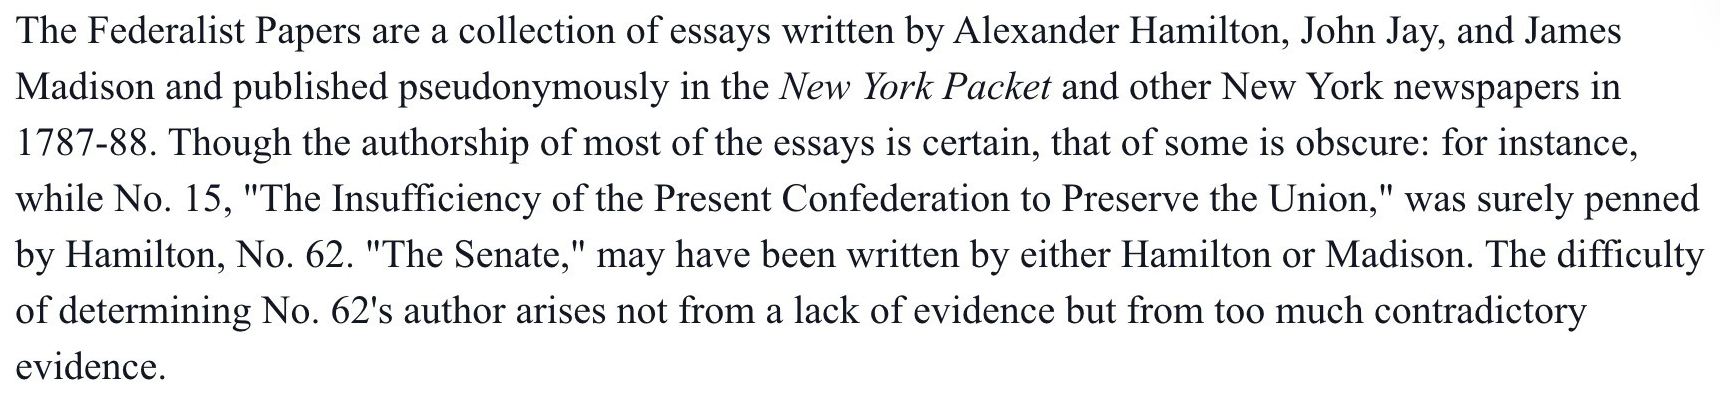 The Federalist Papers are a collection of essays written by Alexander Hamilton, John Jay, and James
Madison and published pseudonymously in the New York Packet and other New York newspapers in
1787-88. Though the authorship of most of the essays is certain, that of some is obscure: for instance,
while No. 15, "The Insufficiency of the Present Confederation to Preserve the Union," was surely penned
by Hamilton, No. 62. "The Senate," may have been written by either Hamilton or Madison. The difficulty
of determining No. 62's author arises not from a lack of evidence but from too much contradictory
evidence.